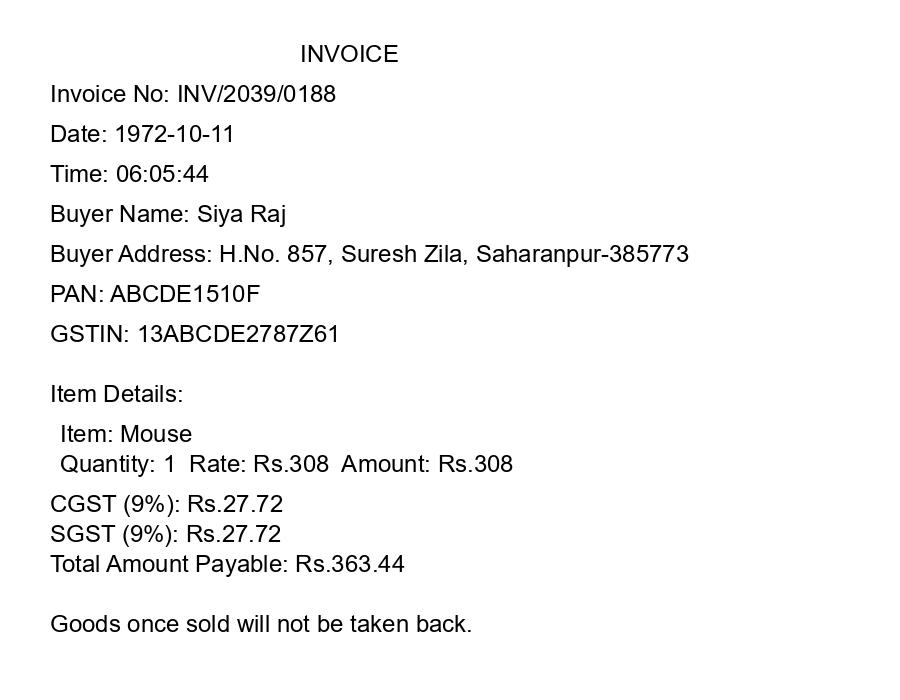 INVOICE
Invoice No: INV/2039/0188
Date: 1972-10-11
Time: 06:05:44
Buyer Name: Siya Raj
Buyer Address: H.No. 857, Suresh Zila, Saharanpur-385773
PAN: ABCDE1510F
GSTIN: 13ABCDE2787Z61
Item Details:
Item: Mouse
Quantity: 1  Rate: Rs.308  Amount: Rs.308
CGST (9%): Rs.27.72
SGST (9%): Rs.27.72
Total Amount Payable: Rs.363.44
Goods once sold will not be taken back.